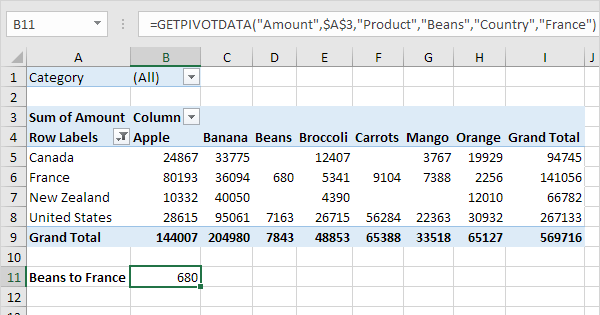 B11 =GETPIVOTDATA("Amount",$A$3,"Product","Beans","Country","France")
A B C D E F G H I J
1 Category (All)
2
3 Sum of Amount Column
4 Row Labels Apple Banana Beans Broccoli Carrots Mango Orange Grand Total
5 Canada 24867 33775 12407 3767 19929 94745
6 France 80193 36094 680 5341 9104 7388 2256 141056
7 New Zealand 10332 40050 4390 12010 66782
8 United States 28615 95061 7163 26715 56284 22363 30932 267133
9 Grand Total 144007 204980 7843 48853 65388 33518 65127 569716
10
11 Beans to France 680
12
13